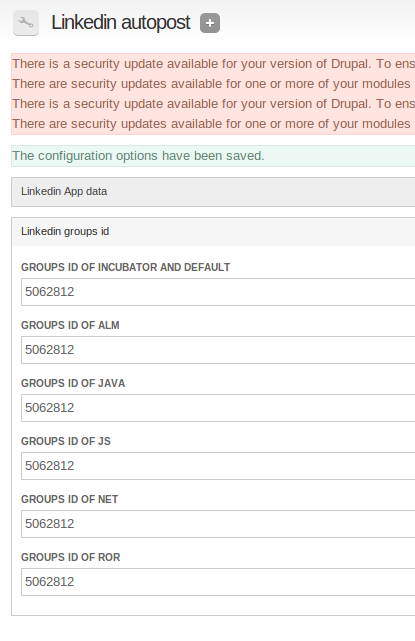 Linkedin autopost
There is a security update available for your version of Drupal. To ens
There are security updates available for one or more of your modules
There is a security update available for your version of Drupal. To ens
There are security updates available for one or more of your modules
The configuration options have been saved.
Linkedin App data
Linkedin groups id
GROUPS ID OF INCUBATOR AND DEFAULT
5062812
GROUPS ID OF ALM
5062812
GROUPS ID OF JAVA
5062812
GROUPS ID OF JS
5062812
GROUPS ID OF NET
5062812
GROUPS ID OF ROR
5062812